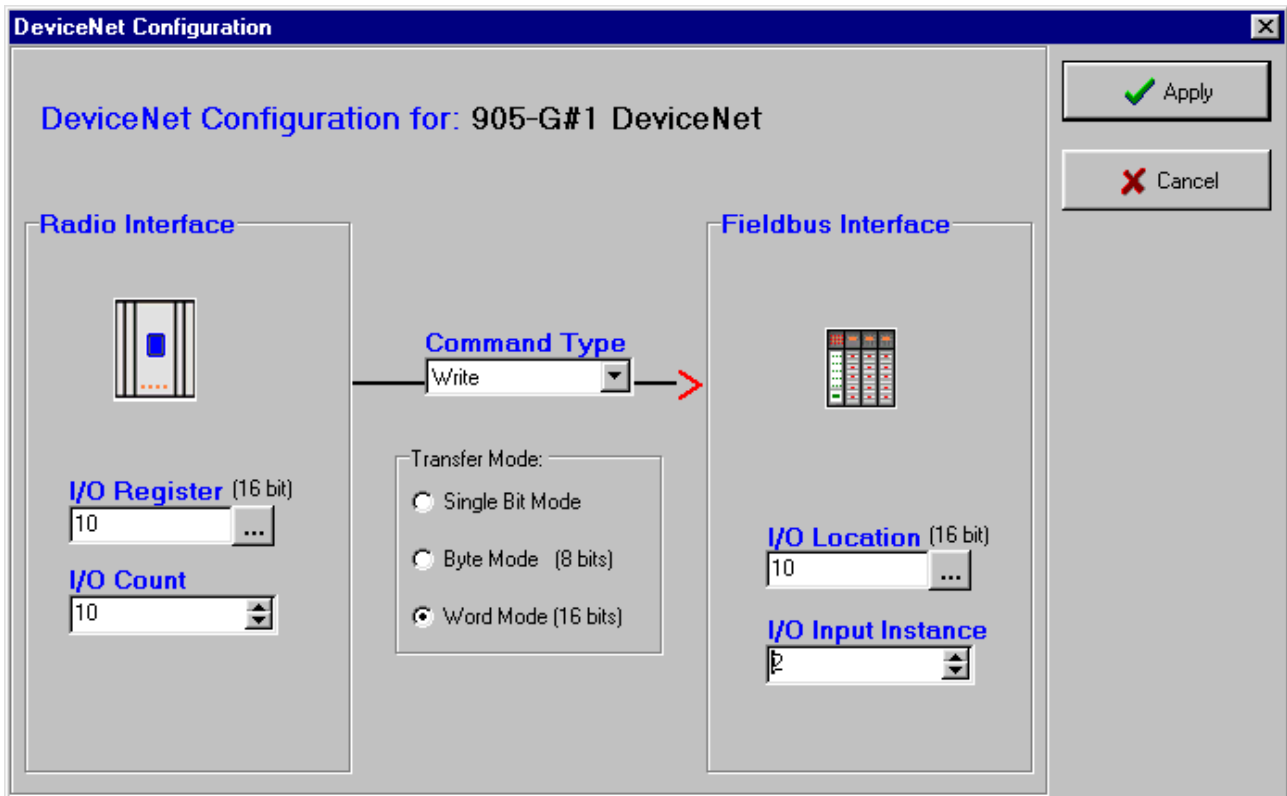 DeviceNet Configuration
DeviceNet Configuration for: 905-G#1 DeviceNet
Apply
Cancel
Radio Interface
I/O Register (16 bit)
10
...
I/O Count
10
Command Type
Write
Transfer Mode:
Single Bit Mode
Byte Mode (8 bits)
Word Mode (16 bits)
Fieldbus Interface
I/O Location (16 bit)
10
...
I/O Input Instance
2